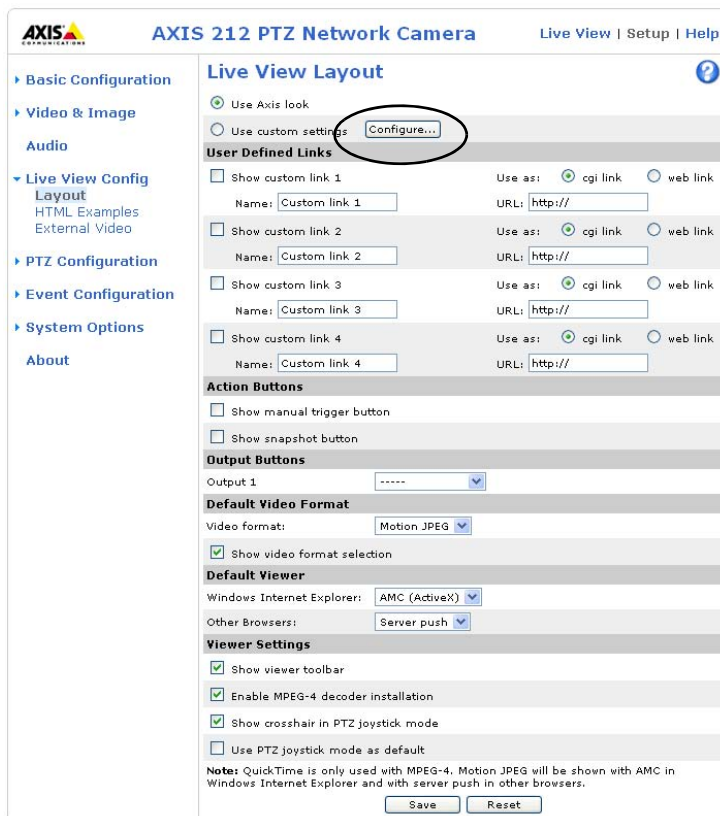 AXIS
COMMUNICATIONS
AXIS 212 PTZ Network Camera
Live View | Setup | Help
Basic Configuration
Video & Image
Audio
Live View Config
Layout
HTML Examples
External Video
PTZ Configuration
Event Configuration
System Options
About
Live View Layout
?
Use Axis look
Use custom settings Configure...
User Defined Links
Show custom link 1 Use as: cgi link web link
Name: Custom link 1 URL: http://
Show custom link 2 Use as: cgi link web link
Name: Custom link 2 URL: http://
Show custom link 3 Use as: cgi link web link
Name: Custom link 3 URL: http://
Show custom link 4 Use as: cgi link web link
Name: Custom link 4 URL: http://
Action Buttons
Show manual trigger button
Show snapshot button
Output Buttons
Output 1 -----
Default Video Format
Video format: Motion JPEG
Show video format selection
Default Viewer
Windows Internet Explorer: AMC (ActiveX)
Other Browsers: Server push
Viewer Settings
Show viewer toolbar
Enable MPEG-4 decoder installation
Show crosshair in PTZ joystick mode
Use PTZ joystick mode as default
Note: QuickTime is only used with MPEG-4. Motion JPEG will be shown with AMC in
Windows Internet Explorer and with server push in other browsers.
Save Reset